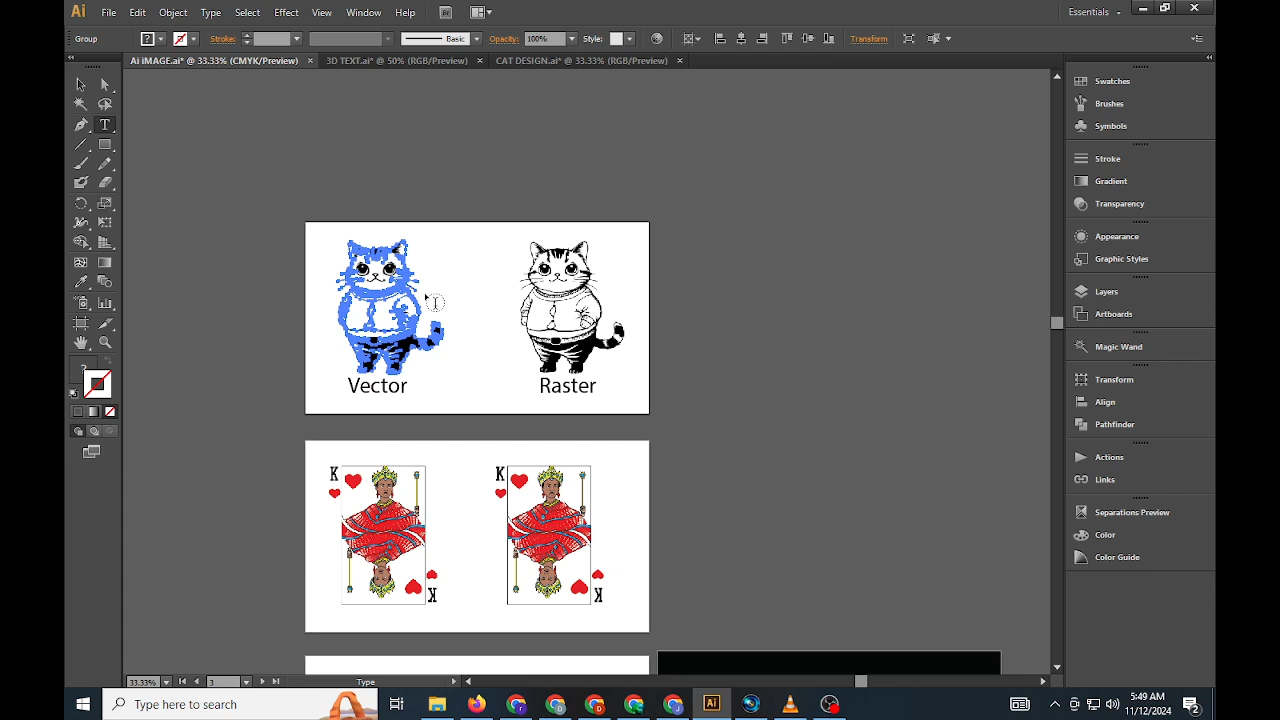 Ai File Edit Object Type Select Effect View Window Help Br Essentials
Group ? Stroke: Basic Opacity: 100% Style: Transform
Ai iMAGE.ai* @ 33.33% (CMYK/Preview) × 3D TEXT.ai* @ 50% (RGB/Preview) × CAT DESIGN.ai* @ 33.33% (RGB/Preview) ×
Swatches
Brushes
Symbols
Stroke
Gradient
Transparency
Appearance
Graphic Styles
Layers
Artboards
Magic Wand
Transform
Align
Pathfinder
Actions
Links
Separations Preview
Color
Color Guide
T
?
Vector Raster
K K
K K
33.33% 3 Type
Type here to search Ai 5:49 AM
11/12/2024 2